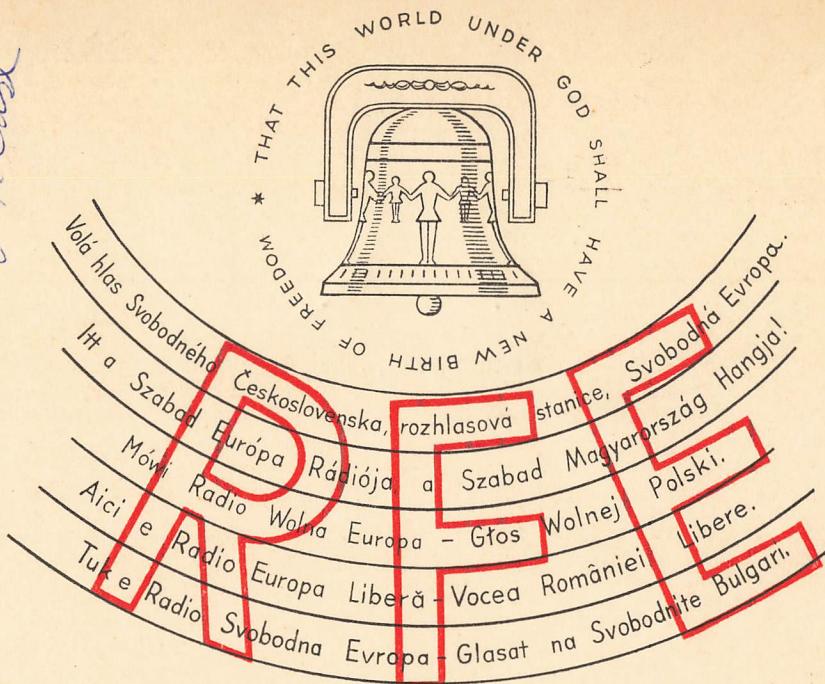 ★ THAT THIS WORLD UNDER GOD SHALL HAVE A NEW BIRTH OF FREEDOM
Volá hlas Svobodného Československa, rozhlasová stanice, Svobodná Evropa.
Itt a Szabad Európa Rádiója, a Szabad Magyarország Hangja!
Mówi Radio Wolna Europa – Głos Wolnej Polski.
Aici e Radio Europa Liberă - Vocea României Libere.
Tuk e Radio Svobodna Evropa - Glasat na Svobodnite Bulgari.
RFE